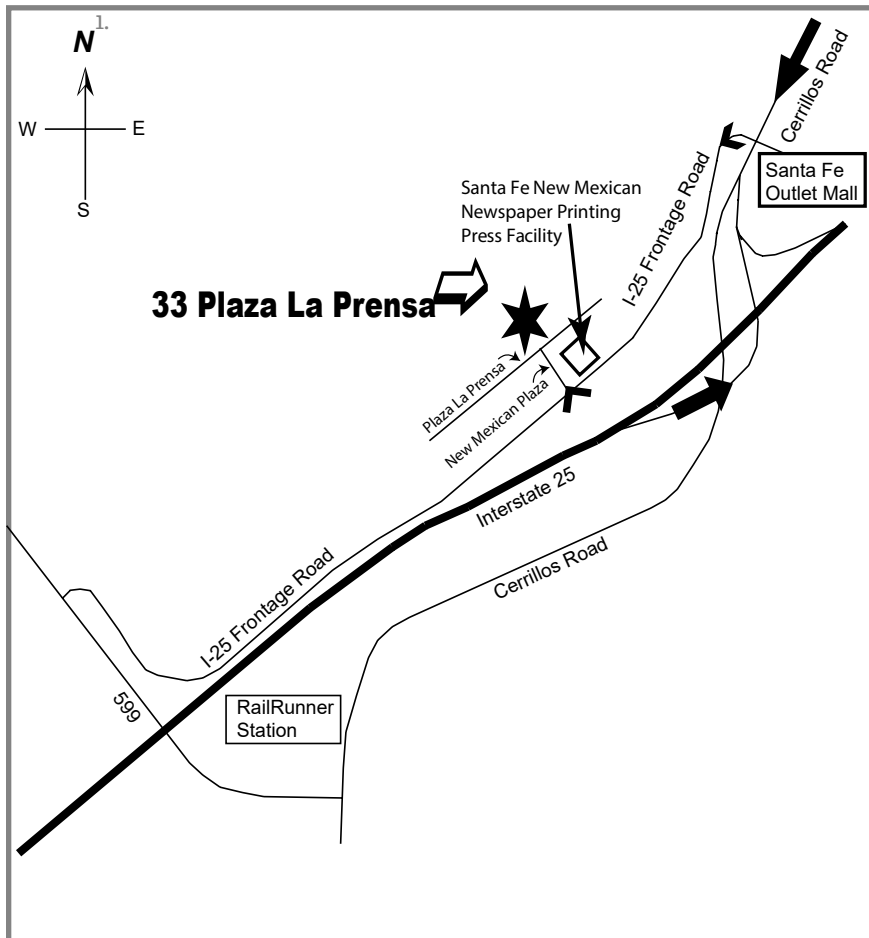 1.
N
W
E
S
Cerrillos Road
Santa Fe
Outlet Mall
I-25 Frontage Road
Santa Fe New Mexican
Newspaper Printing
Press Facility
33 Plaza La Prensa
Plaza La Prensa
New Mexican Plaza
Interstate 25
Cerrillos Road
I-25 Frontage Road
599
RailRunner
Station